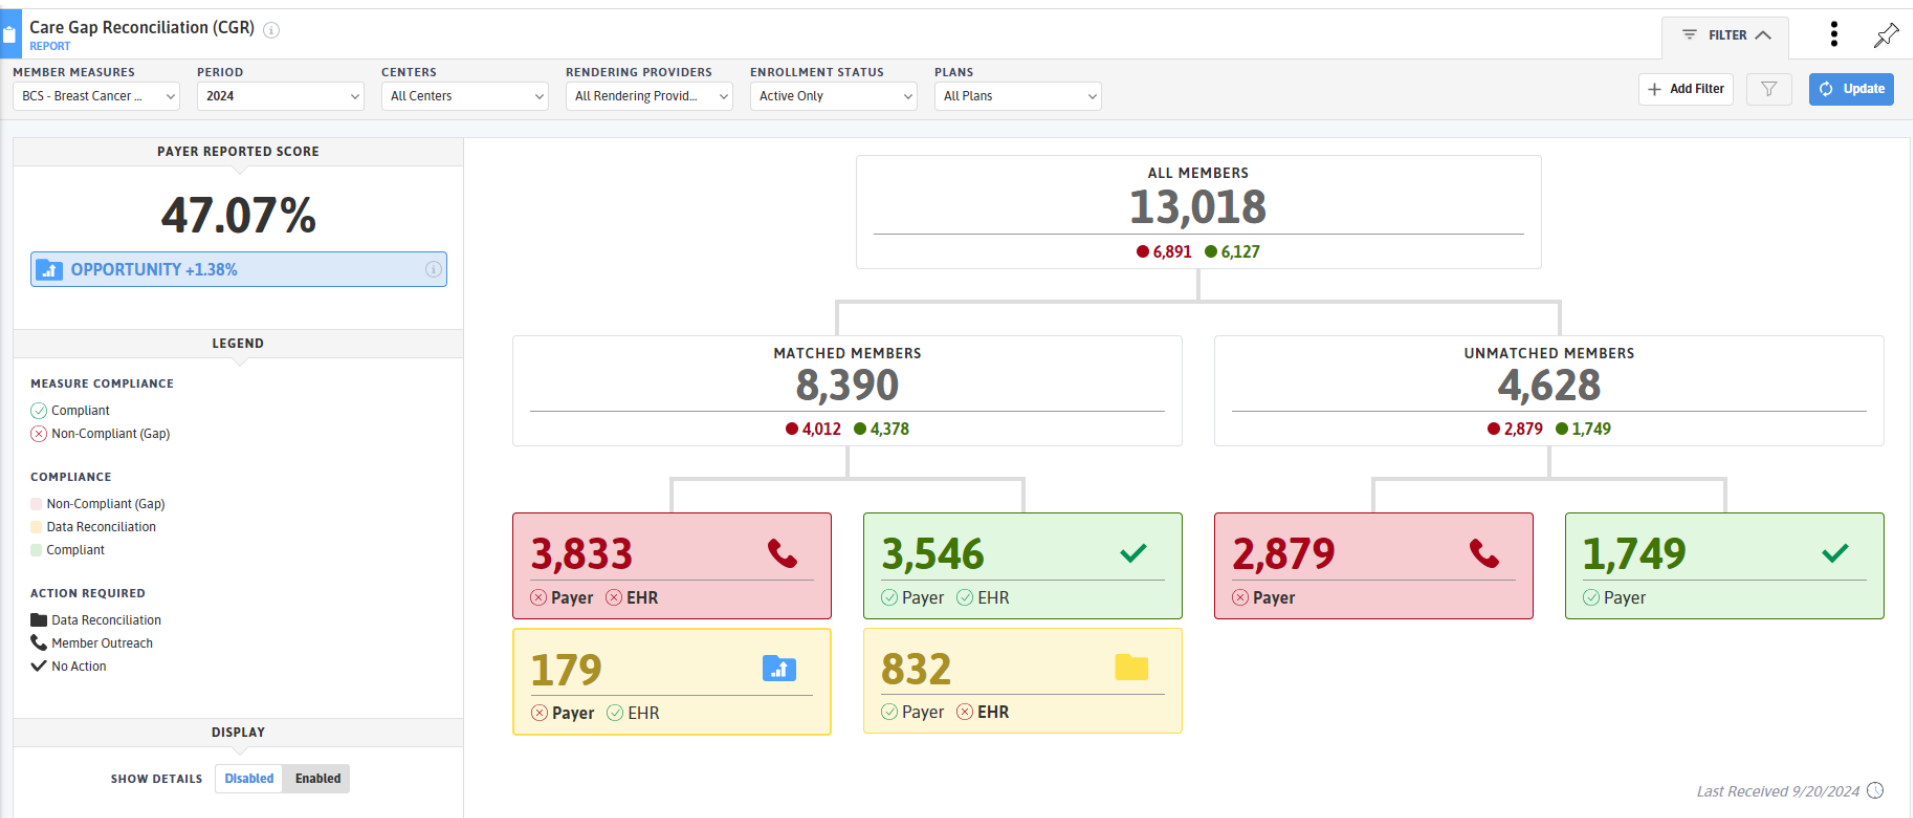 Care Gap Reconciliation (CGR)
REPORT
FILTER
MEMBER MEASURES
BCS - Breast Cancer ...
PERIOD
2024
CENTERS
All Centers
RENDERING PROVIDERS
All Rendering Provid...
ENROLLMENT STATUS
Active Only
PLANS
All Plans
Add Filter
Update
PAYER REPORTED SCORE
47.07%
OPPORTUNITY +1.38%
LEGEND
MEASURE COMPLIANCE
Compliant
Non-Compliant (Gap)
COMPLIANCE
Non-Compliant (Gap)
Data Reconciliation
Compliant
ACTION REQUIRED
Data Reconciliation
Member Outreach
No Action
DISPLAY
SHOW DETAILS Disabled Enabled
ALL MEMBERS
13,018
6,891 6,127
MATCHED MEMBERS
8,390
4,012 4,378
UNMATCHED MEMBERS
4,628
2,879 1,749
3,833
Payer EHR
3,546
Payer EHR
2,879
Payer
1,749
Payer
179
Payer EHR
832
Payer EHR
Last Received 9/20/2024